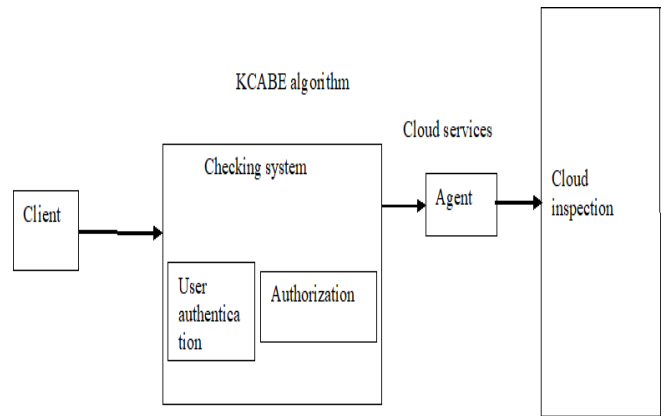 KCABE algorithm
Cloud services
Checking system
Client
Agent
Cloud
inspection
User
authentica
tion
Authorization